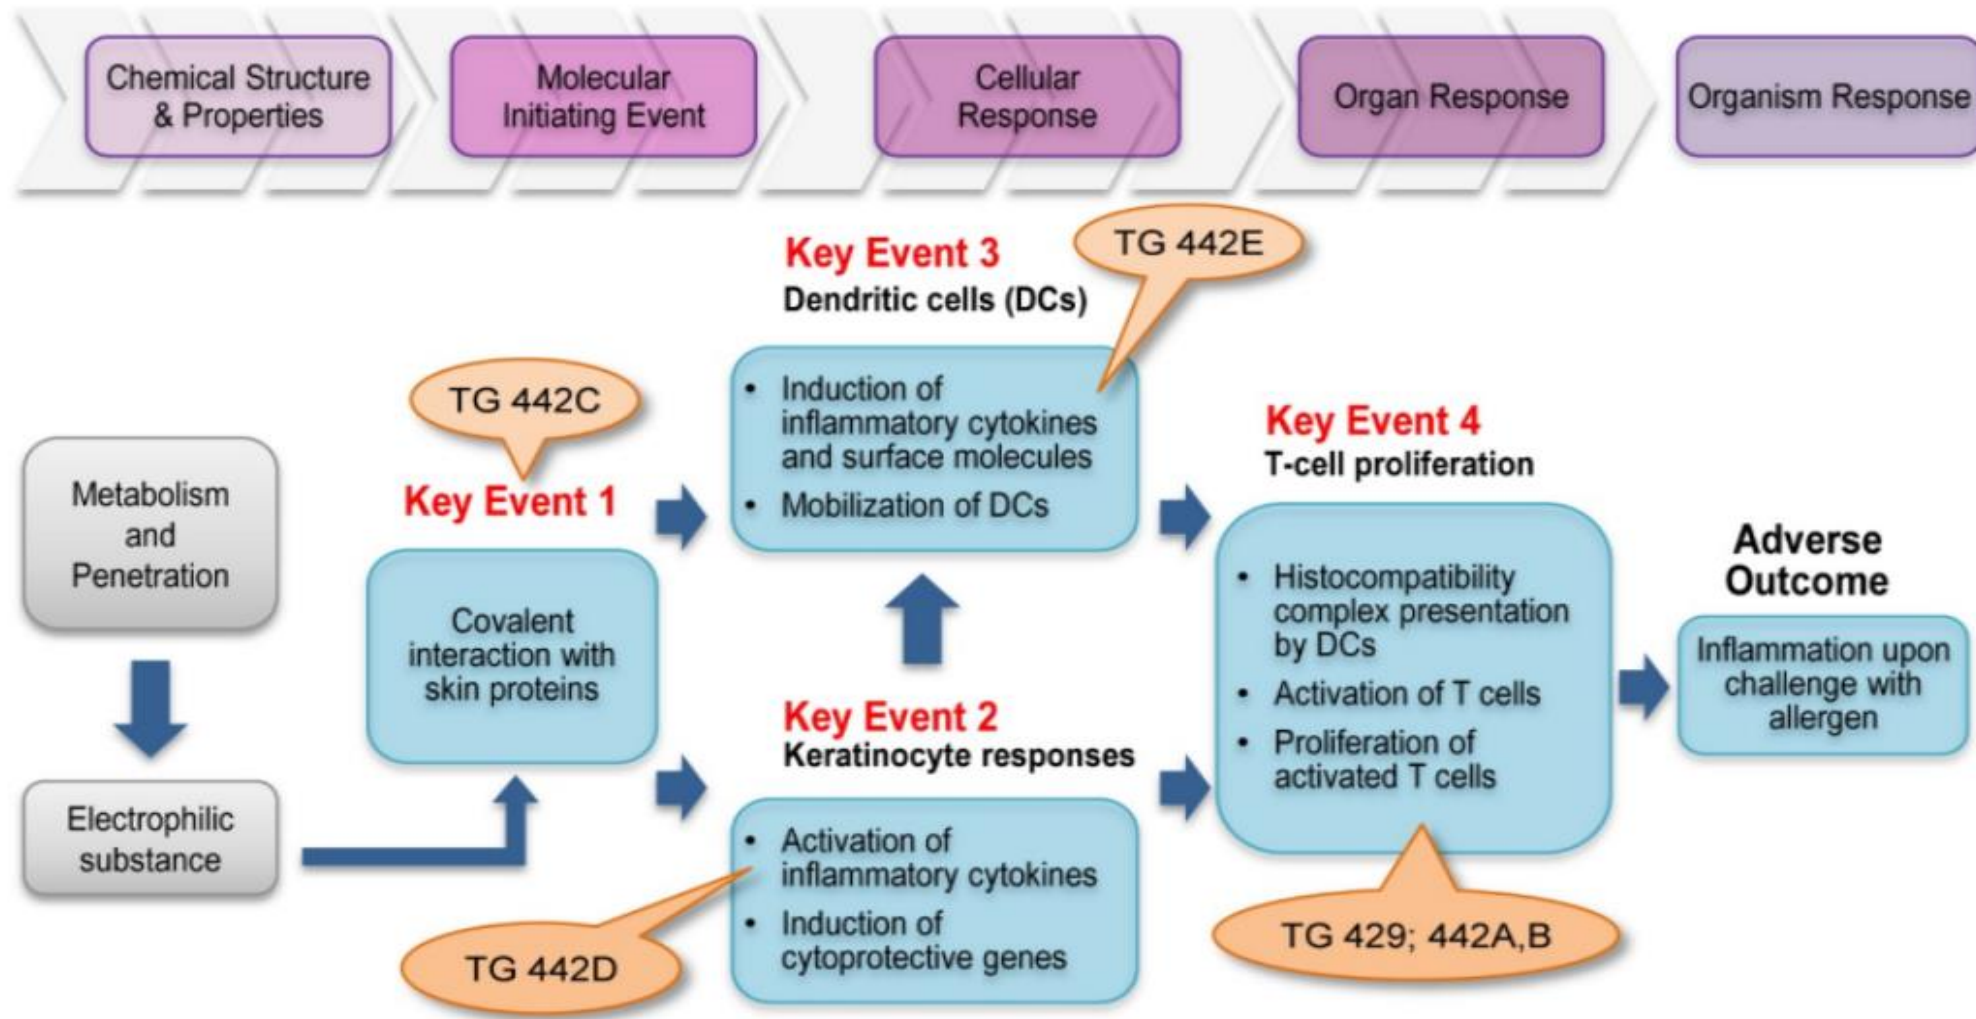 Chemical Structure
& Properties
Molecular
Initiating Event
Cellular
Response
Organ Response
Organism Response
Key Event 3
Dendritic cells (DCs)
TG 442E
• Induction of
inflammatory cytokines
and surface molecules
• Mobilization of DCs
TG 442C
Key Event 1
Covalent
interaction with
skin proteins
Metabolism
and
Penetration
Electrophilic
substance
Key Event 2
Keratinocyte responses
• Activation of
inflammatory cytokines
• Induction of
cytoprotective genes
TG 442D
Key Event 4
T-cell proliferation
• Histocompatibility
complex presentation
by DCs
• Activation of T cells
• Proliferation of
activated T cells
TG 429; 442A,B
Adverse
Outcome
Inflammation upon
challenge with
allergen